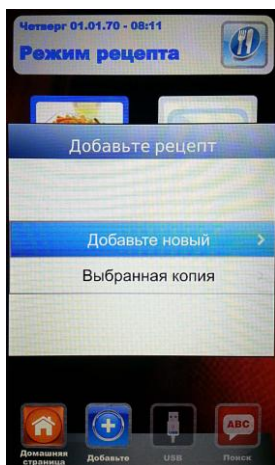 Четверг 01.01.70 - 08:11
Режим рецепта
Добавьте рецепт
Добавьте новый
Выбранная копия
Домашняя
страница
Добавьте
USB
ABC
Поиск